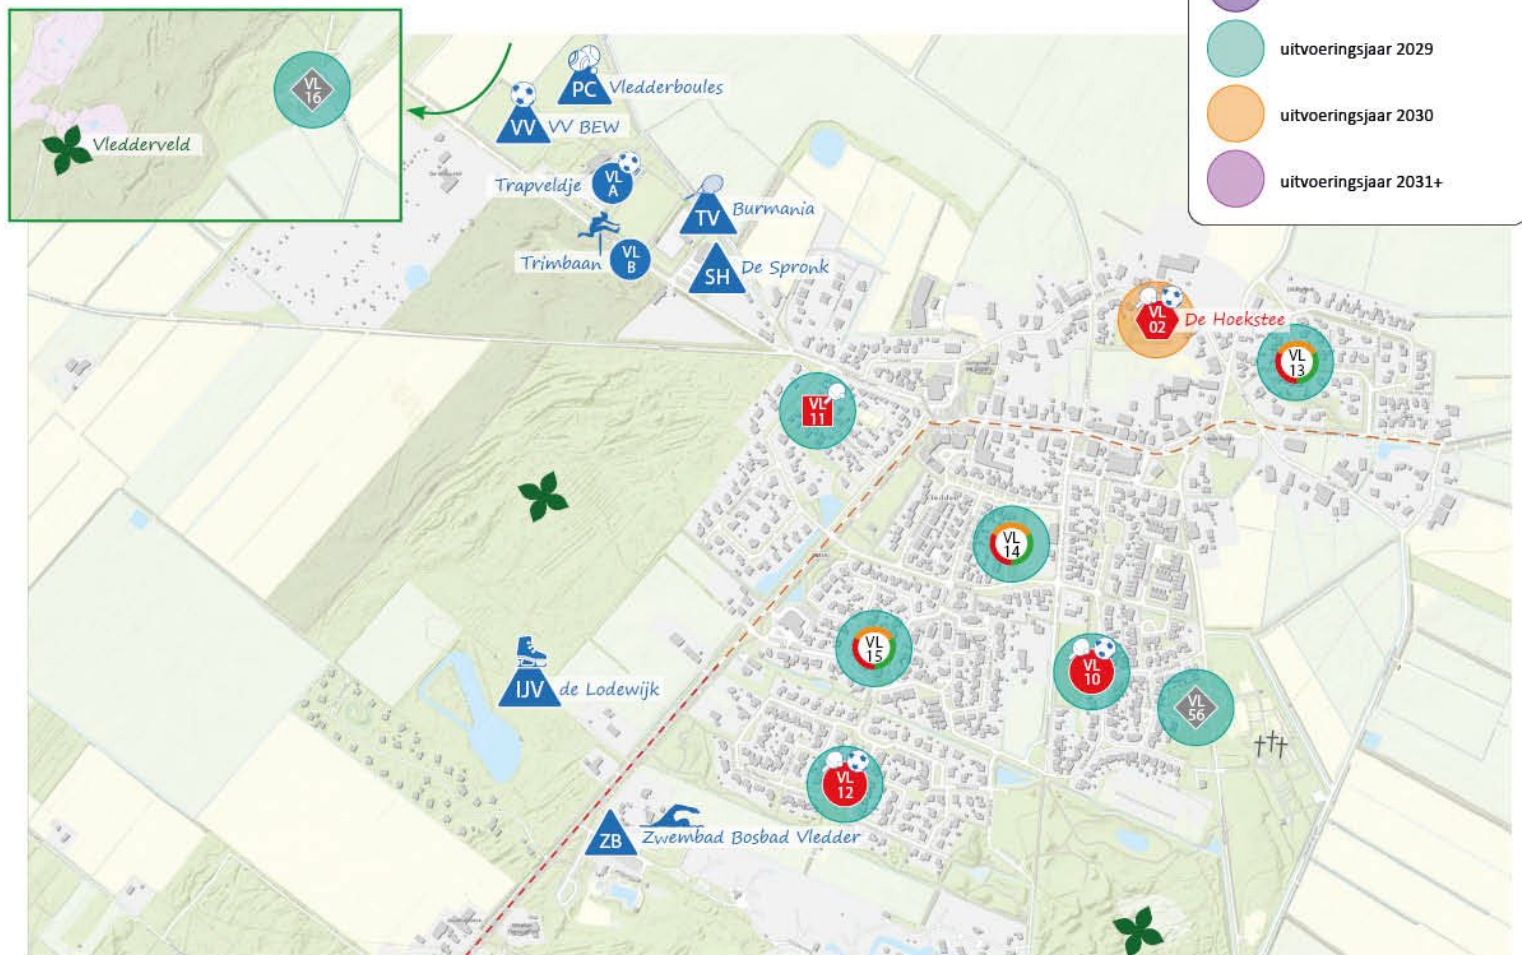 uitvoeringsjaar 2029
uitvoeringsjaar 2030
uitvoeringsjaar 2031+
VL
16
Vledderveld
PC
Vledderboules
VV
VV BEW
Trapveldje
VL
A
TV
Burmania
Trimbaan
VL
B
SH
De Spronk
VL
02
De Hoekstee
VL
13
VL
11
Vledder
VL
14
VL
15
VL
10
VL
56
IJV
de Lodewijk
VL
12
ZB
Zwembad Bosbad Vledder